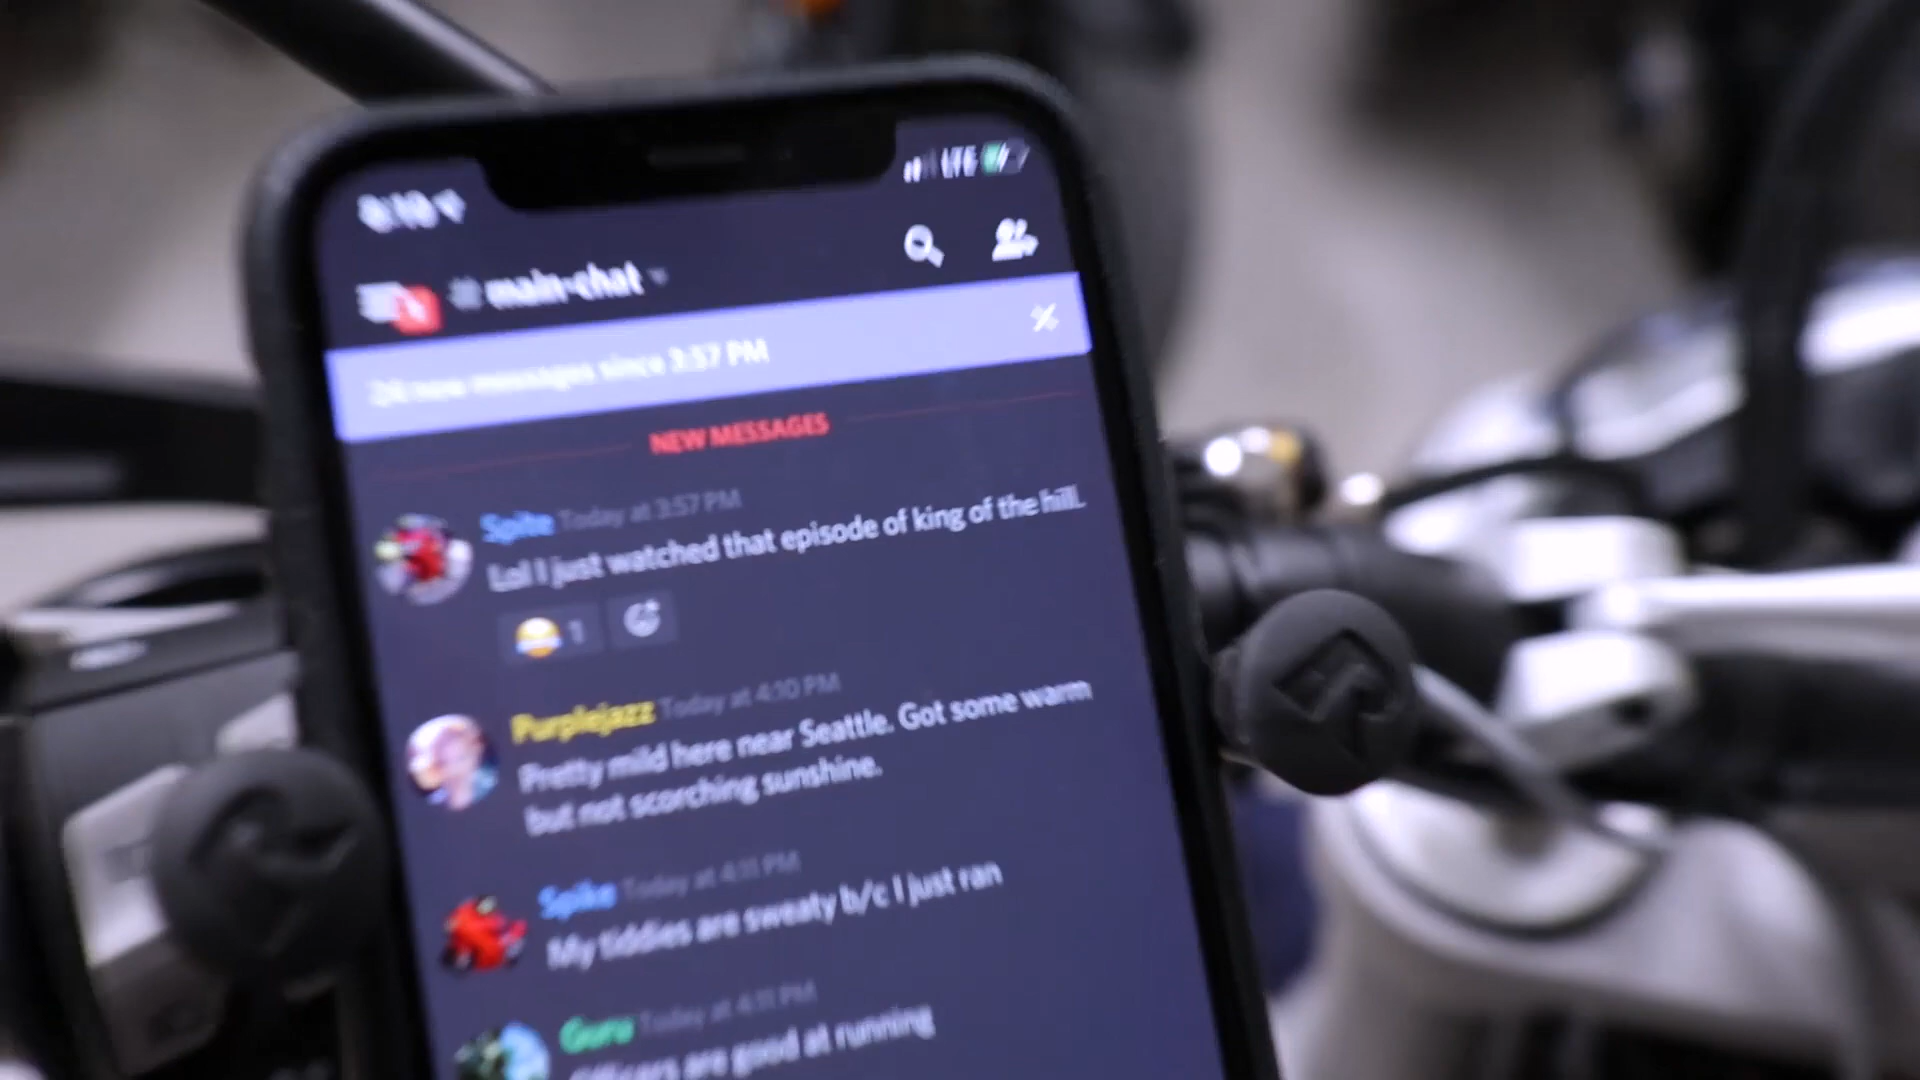 LTE
# main-chat
new messages since 3:57 PM
NEW MESSAGES
Spite Today at 3:57 PM
Lol I just watched that episode of king of the hill.
1
Purplejazz Today at 4:10 PM
Pretty mild here near Seattle. Got some warm
but not scorching sunshine.
Spike Today at 4:11 PM
My tiddies are sweaty b/c I just ran
Guru Today at 4:11 PM
Officers are good at running